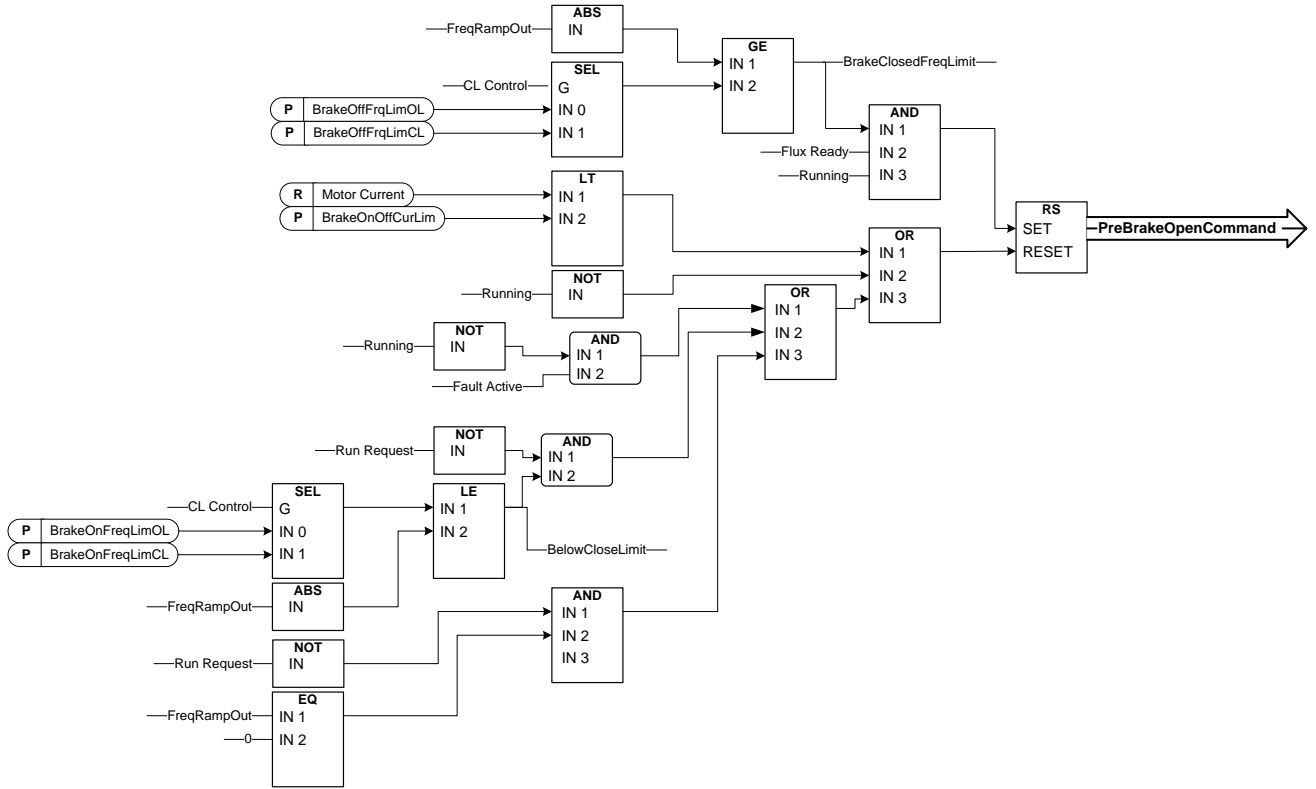 ABS
FreqRampOut
IN
GE
IN 1
IN 2
BrakeClosedFreqLimit
SEL
CL Control
G
P BrakeOffFrqLimOL
IN 0
P BrakeOffFrqLimCL
IN 1
AND
IN 1
Flux Ready
IN 2
Running
IN 3
LT
R Motor Current
IN 1
P BrakeOnOffCurLim
IN 2
RS
SET
PreBrakeOpenCommand
RESET
OR
IN 1
IN 2
IN 3
NOT
Running
IN
OR
IN 1
IN 2
IN 3
NOT
Running
IN
AND
IN 1
IN 2
Fault Active
NOT
Run Request
IN
AND
IN 1
IN 2
SEL
CL Control
G
P BrakeOnFreqLimOL
IN 0
P BrakeOnFreqLimCL
IN 1
LE
IN 1
IN 2
BelowCloseLimit
ABS
FreqRampOut
IN
AND
IN 1
IN 2
IN 3
NOT
Run Request
IN
EQ
FreqRampOut
IN 1
0
IN 2